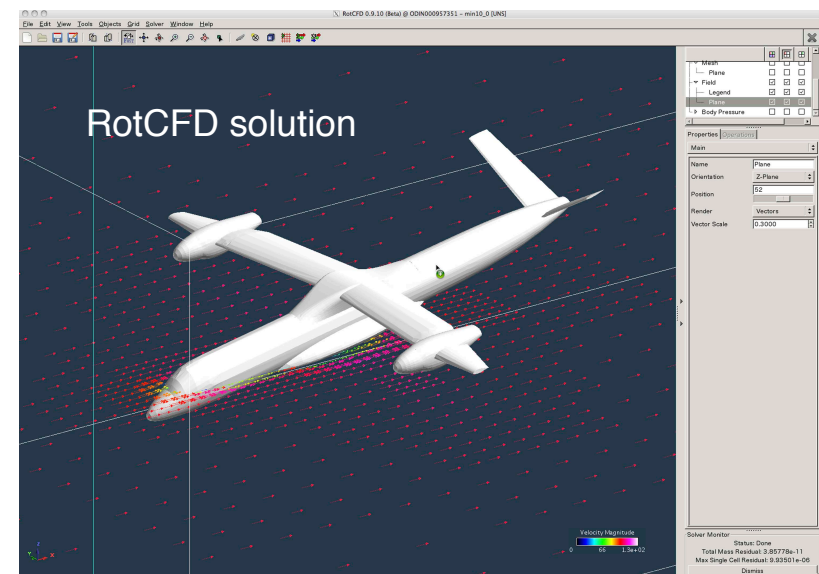 RotCFD 0.9.10 (Beta) @ ODIN000957351 - min10_0 [UNS]
File Edit View Tools Objects Grid Solver Window Help
RotCFD solution
Mesh
Plane
Field
Legend
Plane
Body Pressure
Properties Operations
Main
Name Plane
Orientation Z-Plane
Position 52
Render Vectors
Vector Scale 0.3000
Velocity Magnitude
0 66 1.3e+02
Z
Y X
Solver Monitor
Status: Done
Total Mass Residual: 3.85778e-11
Max Single Cell Residual: 9.93501e-06
Dismiss